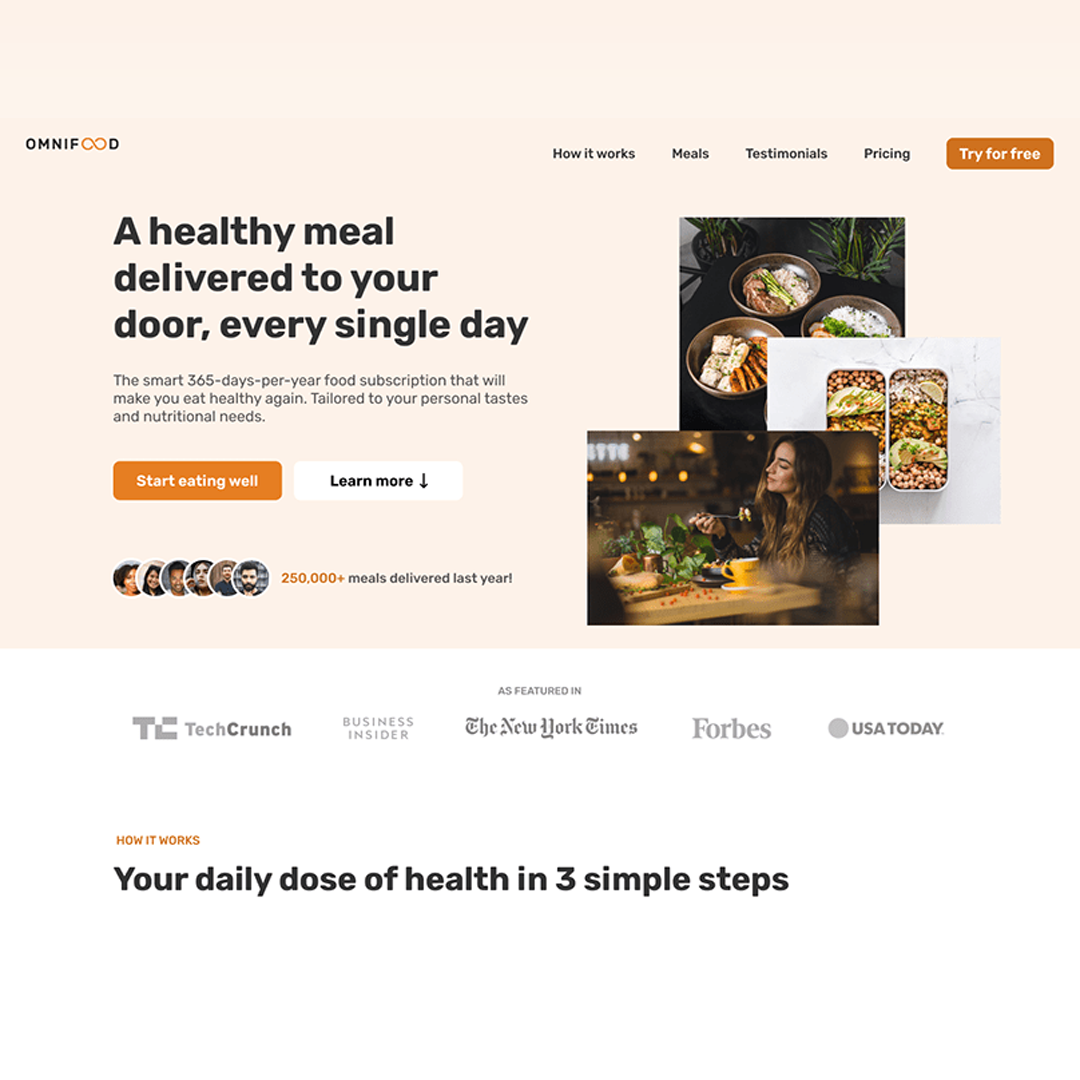 OMNIFOOD
How it works
Meals
Testimonials
Pricing
Try for free
A healthy meal
delivered to your
door, every single day
The smart 365-days-per-year food subscription that will
make you eat healthy again. Tailored to your personal tastes
and nutritional needs.
Start eating well
Learn more ↓
250,000+ meals delivered last year!
AS FEATURED IN
TC TechCrunch
BUSINESS
INSIDER
The New York Times
Forbes
USA TODAY
HOW IT WORKS
Your daily dose of health in 3 simple steps